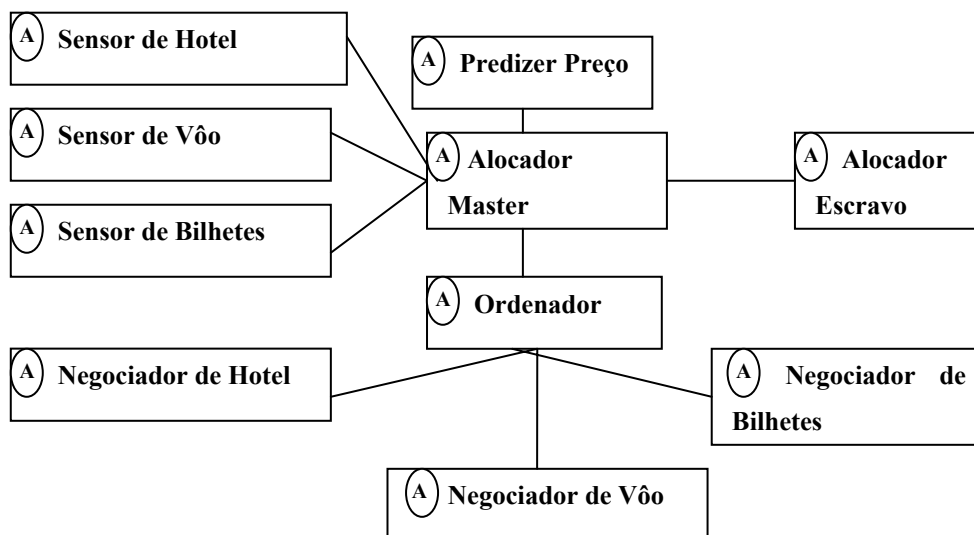 A Sensor de Hotel
A Predizer Preço
A Sensor de Vôo
A Alocador
Master
A Alocador
Escravo
A Sensor de Bilhetes
A Ordenador
A Negociador de Hotel
A Negociador de
Bilhetes
A Negociador de Vôo